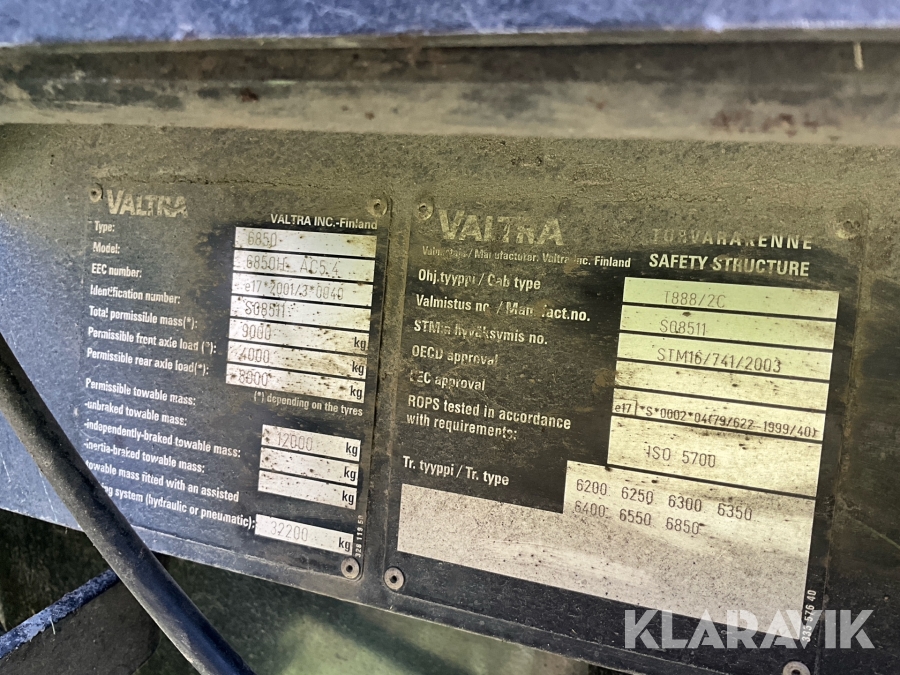 VALTRA
VALTRA INC.-Finland
Type: 6850
Model: 6850H AC5.4
EEC number: e17*2001/3*0040
Identification number: S08511
Total permissible mass(*): 9000 kg
Permissible front axle load (*): 4000 kg
Permissible rear axle load(*): 8000 kg
(*) depending on the tyres
Permissible towable mass:
-unbraked towable mass: 12000 kg
-independently-braked towable mass: kg
-inertia-braked towable mass: kg
towable mass fitted with an assisted
system (hydraulic or pneumatic): 32200 kg
VALTRA
TURVARAKENNE
Valmistaja / Manufacturer: Valtra Inc. Finland
SAFETY STRUCTURE
Ohj.tyyppi / Cab type T888/2C
Valmistus no / Manufact.no. S08511
STM:n hyväksymis no. STM16/741/2003
OECD approval
EEC approval e17*S*0002*04(79/622-1999/40)
ROPS tested in accordance
with requirements: ISO 5700
Tr. tyyppi / Tr. type 6200 6250 6300 6350
6400 6550 6850
335 576 40
KLARAVIK